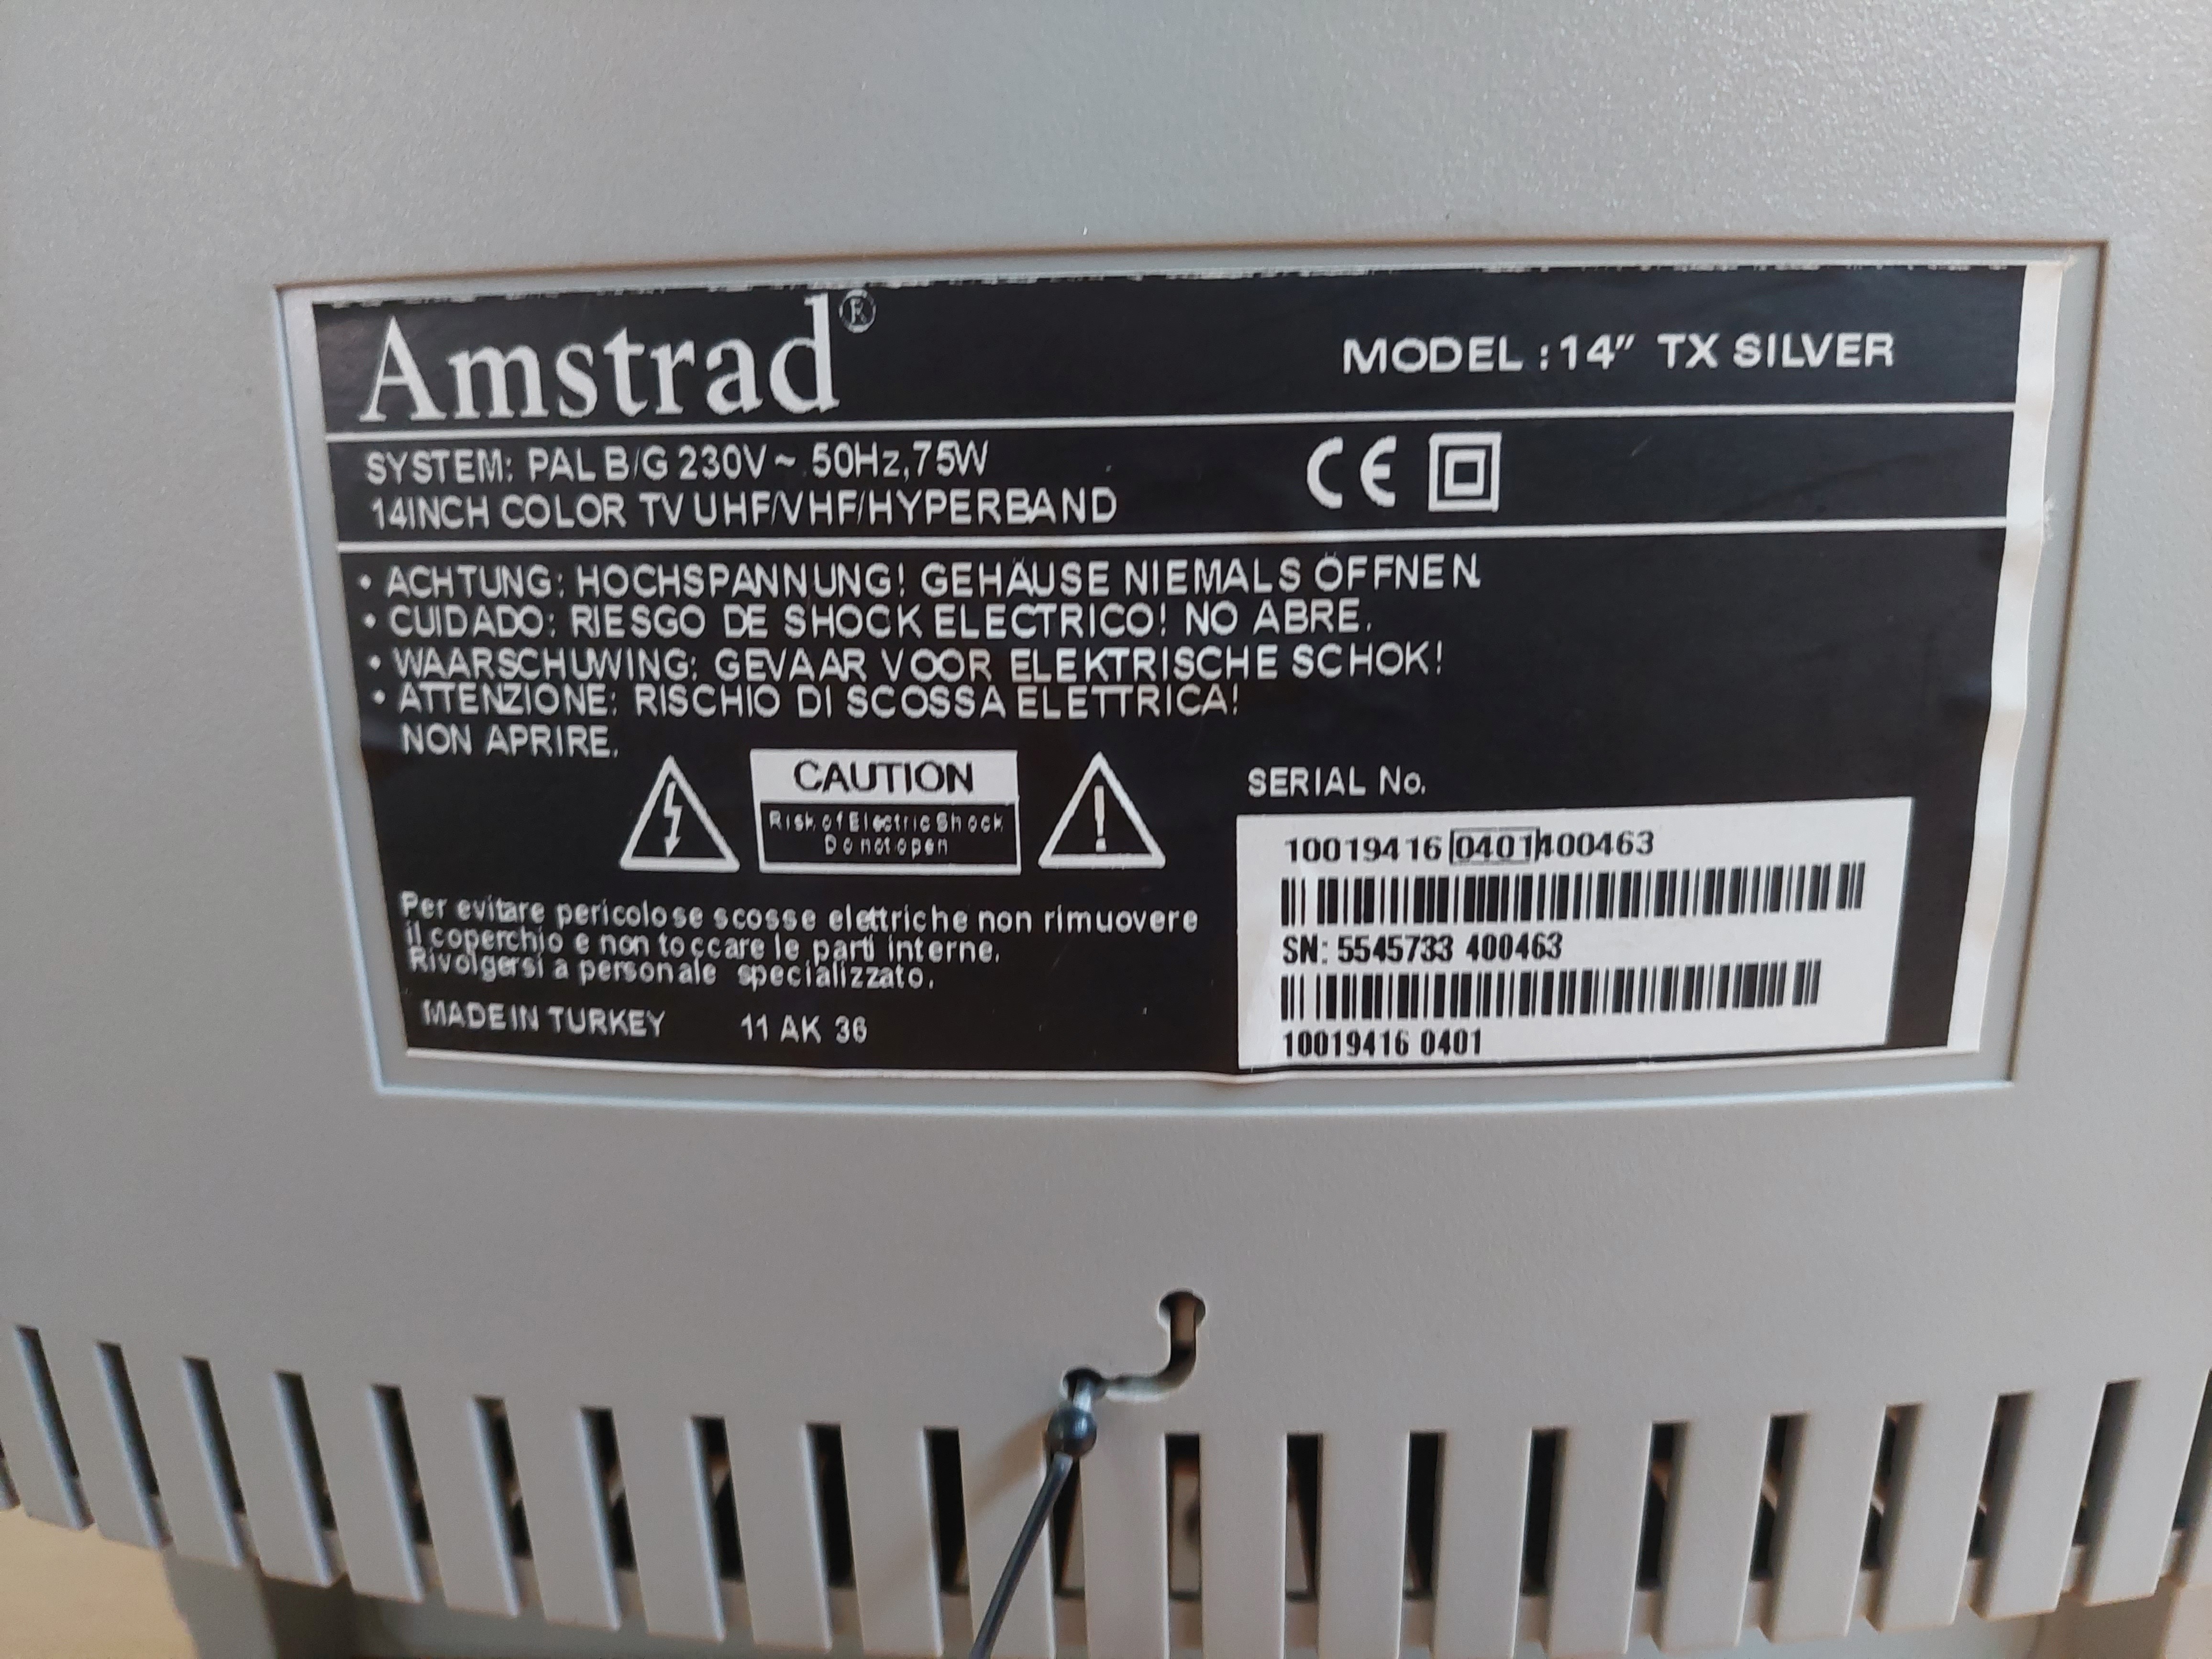 Amstrad®
MODEL : 14" TX SILVER
SYSTEM: PAL B/G 230V ~ 50Hz,75W
14INCH COLOR TV UHF/VHF/HYPERBAND
CE
• ACHTUNG: HOCHSPANNUNG! GEHÄUSE NIEMALS ÖFFNEN.
• CUIDADO: RIESGO DE SHOCK ELECTRICO! NO ABRE.
• WAARSCHUWING: GEVAAR VOOR ELEKTRISCHE SCHOK!
• ATTENZIONE: RISCHIO DI SCOSSA ELETTRICA!
NON APRIRE.
CAUTION
Risk of Electric Shock
Do not open
Per evitare pericolose scosse elettriche non rimuovere
il coperchio e non toccare le parti interne.
Rivolgersi a personale specializzato.
MADE IN TURKEY 11 AK 36
SERIAL No.
10019416 0401 400463
SN: 5545733 400463
10019416 0401